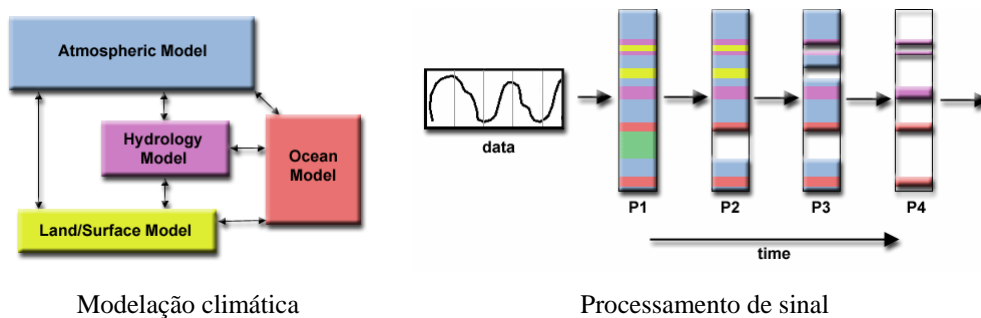 Atmospheric Model
Hydrology
Model
Ocean
Model
Land/Surface Model
Modelação climática
data
P1 P2 P3 P4
time
Processamento de sinal